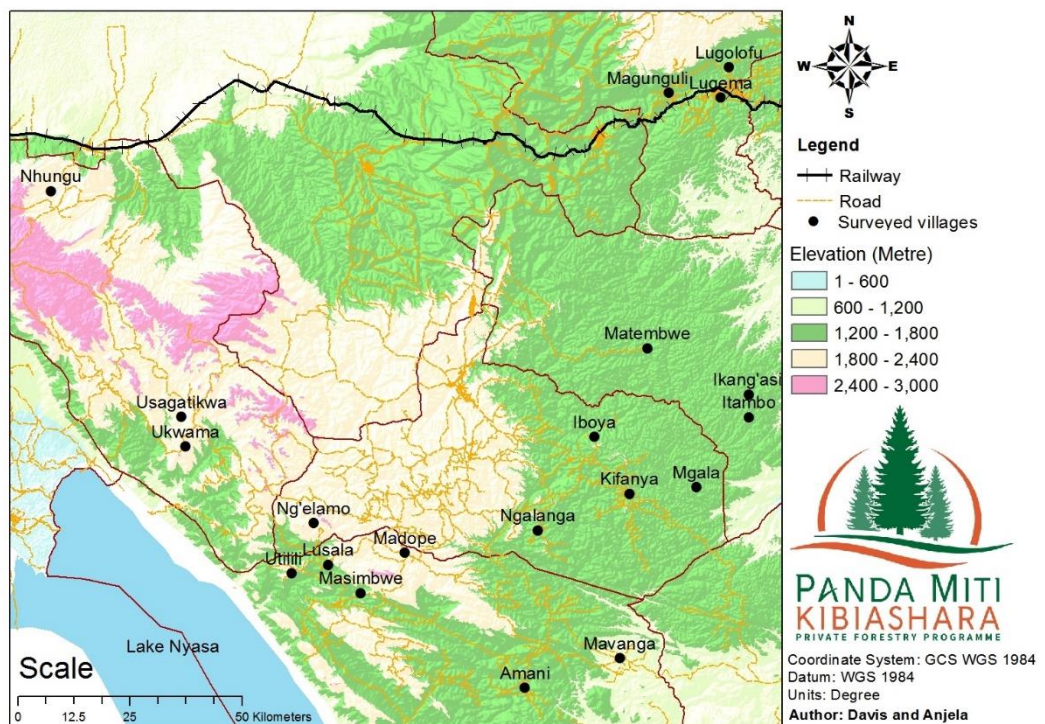 Lugolofu
Magunguli
Lugema
Nhungu
Matembwe
Ikang'asi
Itambo
Usagatikwa
Ukwama
Iboya
Kifanya
Mgala
Ng'elamo
Ngalanga
Madope
Lusala
Utilili
Masimbwe
Lake Nyasa
Mavanga
Amani
Scale
0 12.5 25 50 Kilometers
N
W E
S
Legend
Railway
Road
Surveyed villages
Elevation (Metre)
1 - 600
600 - 1,200
1,200 - 1,800
1,800 - 2,400
2,400 - 3,000
PANDA MITI
KIBIASHARA
PRIVATE FORESTRY PROGRAMME
Coordinate System: GCS WGS 1984
Datum: WGS 1984
Units: Degree
Author: Davis and Anjela